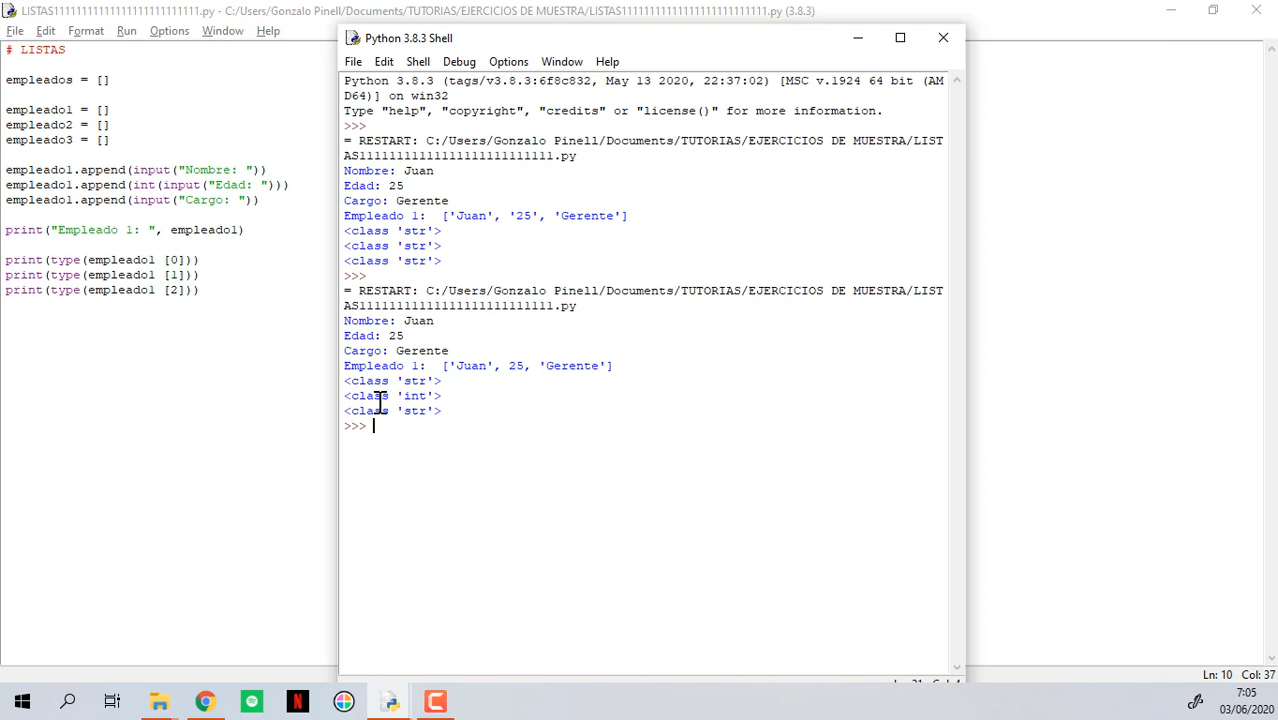 LISTAS1111111111111111111111111.py - C:/Users/Gonzalo Pinell/Documents/TUTORIAS/EJERCICIOS DE MUESTRA/LISTAS1111111111111111111111111.py (3.8.3)
File Edit Format Run Options Window Help
# LISTAS
empleados = []
empleado1 = []
empleado2 = []
empleado3 = []
empleado1.append(input("Nombre: "))
empleado1.append(int(input("Edad: ")))
empleado1.append(input("Cargo: "))
print("Empleado 1: ", empleado1)
print(type(empleado1 [0]))
print(type(empleado1 [1]))
print(type(empleado1 [2]))
Python 3.8.3 Shell
File Edit Shell Debug Options Window Help
Python 3.8.3 (tags/v3.8.3:6f8c832, May 13 2020, 22:37:02) [MSC v.1924 64 bit (AM
D64)] on win32
Type "help", "copyright", "credits" or "license()" for more information.
>>>
= RESTART: C:/Users/Gonzalo Pinell/Documents/TUTORIAS/EJERCICIOS DE MUESTRA/LIST
AS1111111111111111111111111.py
Nombre: Juan
Edad: 25
Cargo: Gerente
Empleado 1:  ['Juan', '25', 'Gerente']
<class 'str'>
<class 'str'>
<class 'str'>
>>>
= RESTART: C:/Users/Gonzalo Pinell/Documents/TUTORIAS/EJERCICIOS DE MUESTRA/LIST
AS1111111111111111111111111.py
Nombre: Juan
Edad: 25
Cargo: Gerente
Empleado 1:  ['Juan', 25, 'Gerente']
<class 'str'>
<class 'int'>
<class 'str'>
>>>
Ln: 10 Col: 37
7:05
03/06/2020